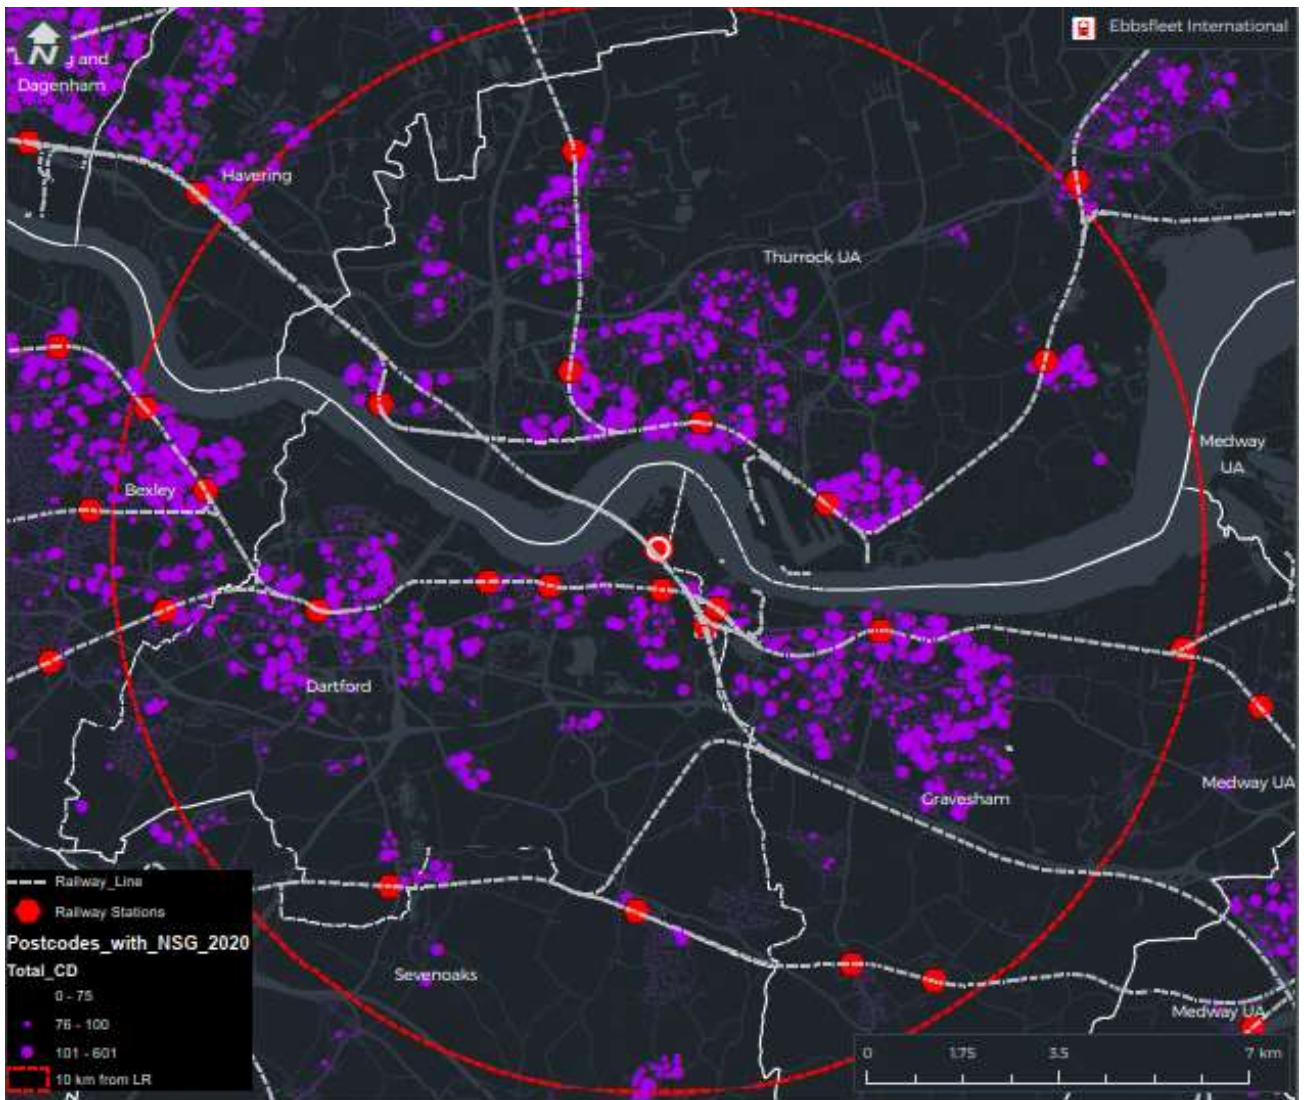 N
Ebbsfleet International
and
Dagenham
Havering
Thurrock UA
Medway
UA
Bexley
Dartford
Medway UA
Gravesham
Sevenoaks
Medway UA
Railway_Line
Railway Stations
Postcodes_with_NSG_2020
Total_CD
0 - 75
76 - 100
101 - 601
10 km from LR
0 1.75 3.5 7 km